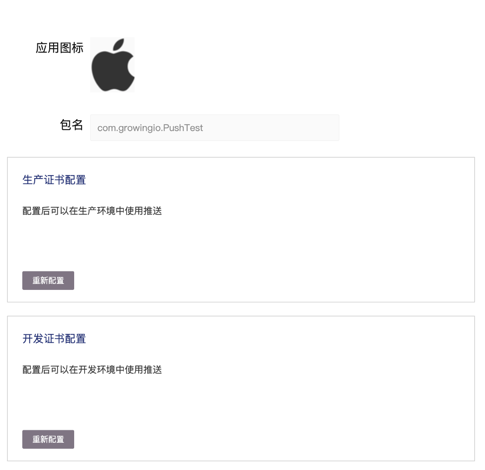 应用图标
包名 com.growingio.PushTest
生产证书配置
配置后可以在生产环境中使用推送
重新配置
开发证书配置
配置后可以在开发环境中使用推送
重新配置